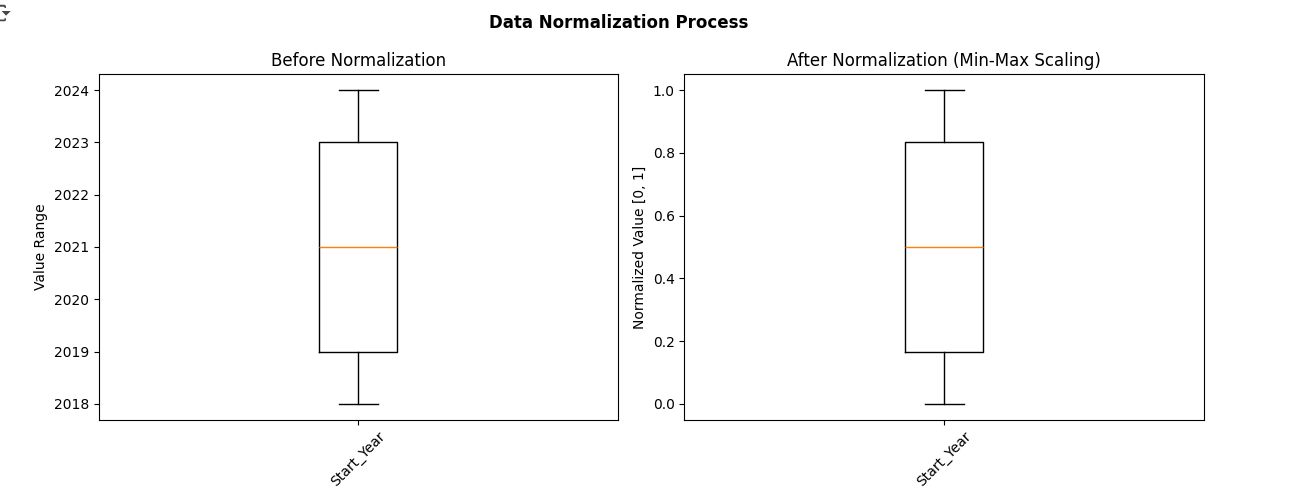 Data Normalization Process
Before Normalization
2024
2023
2022
2021
2020
2019
2018
Value Range
Start_Year
After Normalization (Min-Max Scaling)
1.0
0.8
0.6
0.4
0.2
0.0
Normalized Value [0, 1]
Start_Year